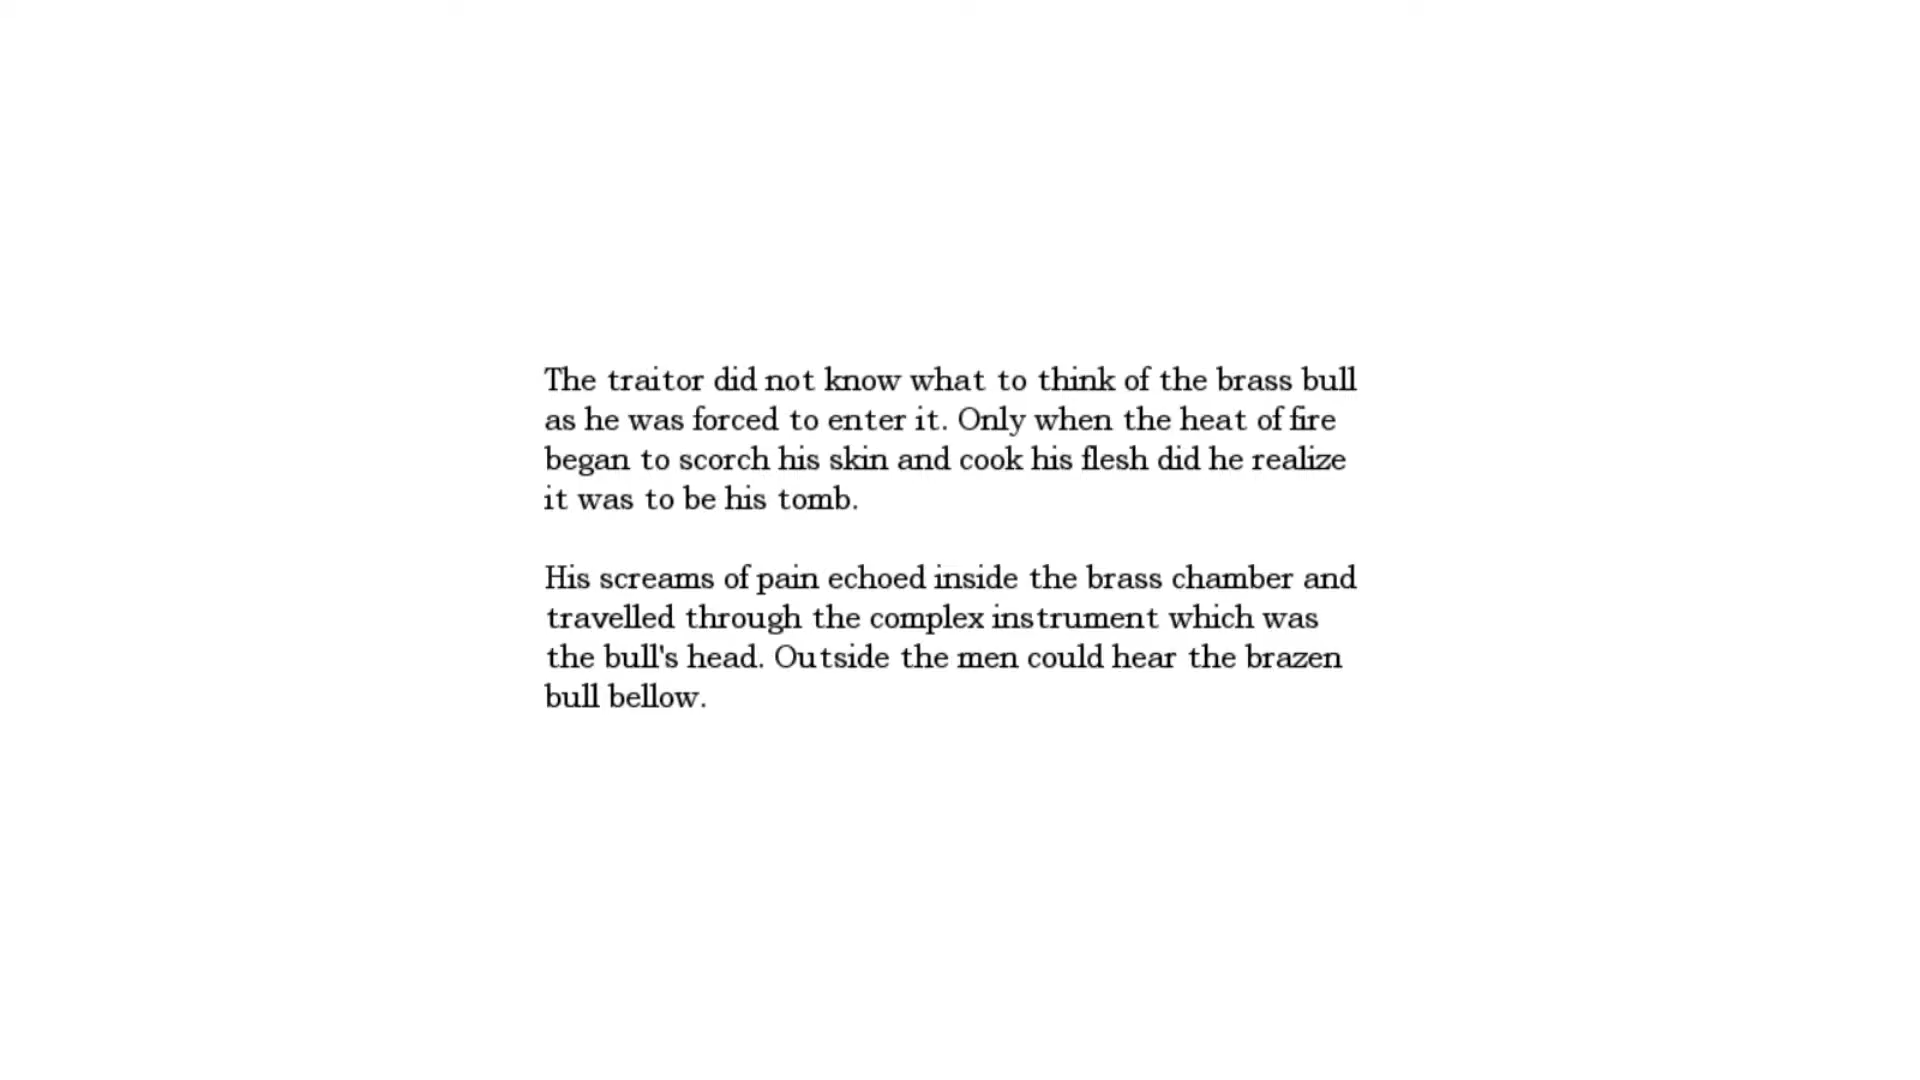 The traitor did not know what to think of the brass bull
as he was forced to enter it. Only when the heat of fire
began to scorch his skin and cook his flesh did he realize
it was to be his tomb.
His screams of pain echoed inside the brass chamber and
travelled through the complex instrument which was
the bull's head. Outside the men could hear the brazen
bull bellow.